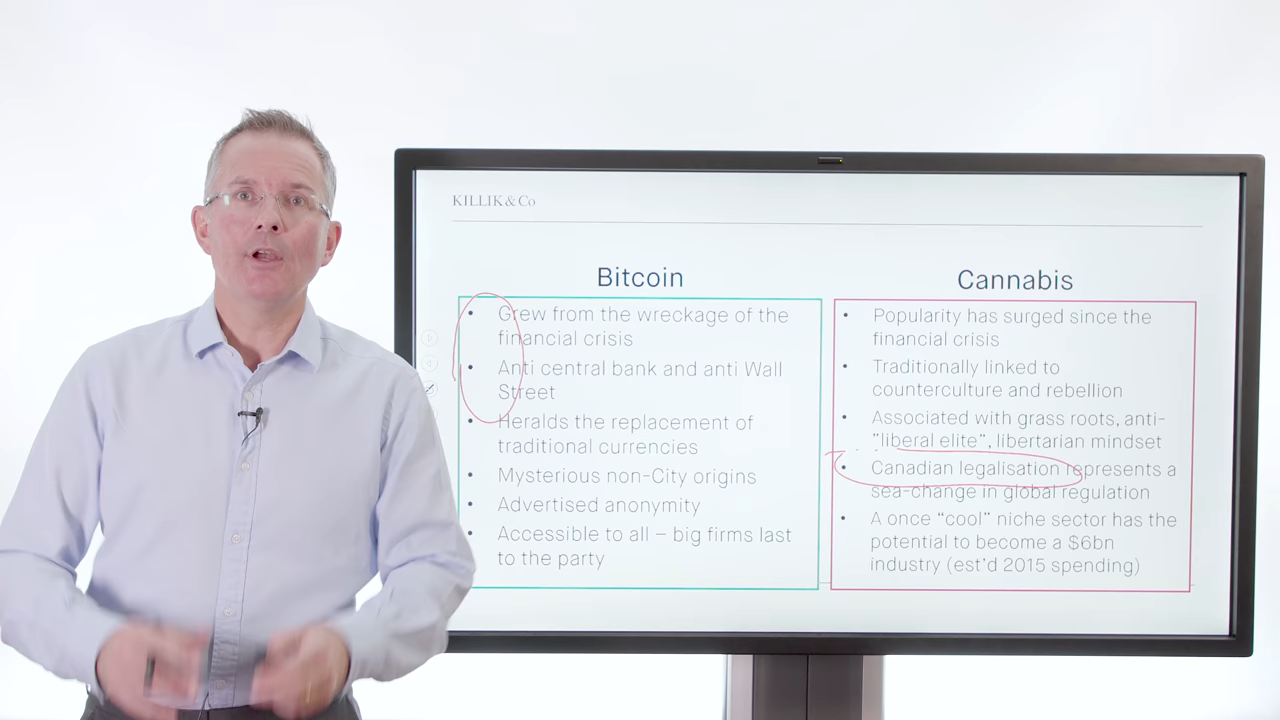 KILLIK & Co
Bitcoin
• Grew from the wreckage of the
financial crisis
• Anti central bank and anti Wall
Street
• Heralds the replacement of
traditional currencies
• Mysterious non-City origins
• Advertised anonymity
• Accessible to all – big firms last
to the party
Cannabis
• Popularity has surged since the
financial crisis
• Traditionally linked to
counterculture and rebellion
• Associated with grass roots, anti-
”liberal elite”, libertarian mindset
• Canadian legalisation represents a
sea-change in global regulation
• A once “cool” niche sector has the
potential to become a $6bn
industry (est’d 2015 spending)